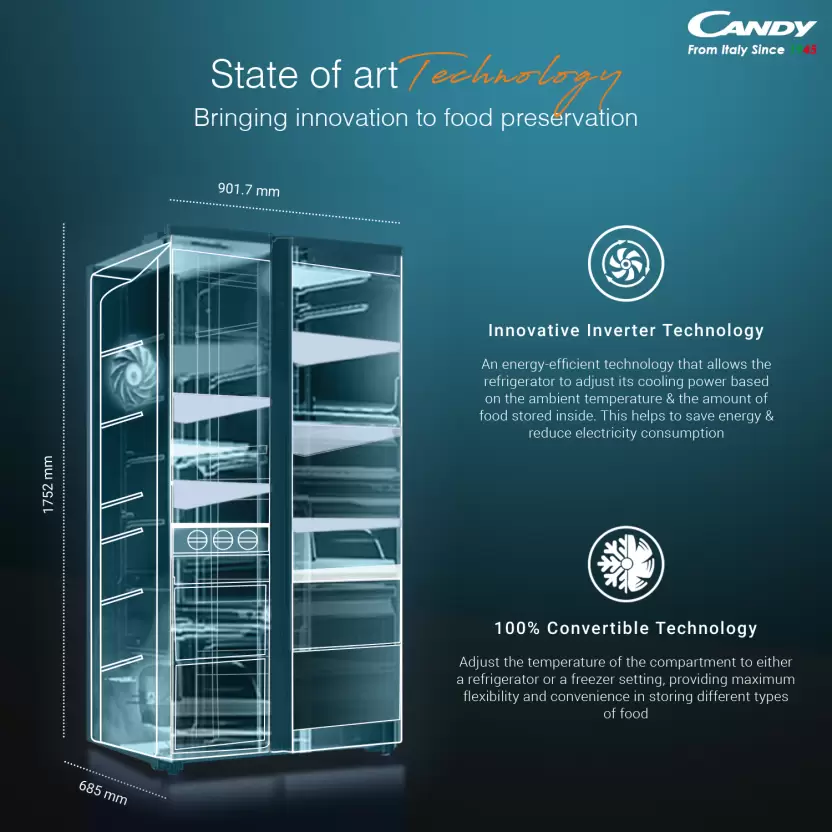 CANDY
From Italy Since 1945
State of art Technology
Bringing innovation to food preservation
901.7 mm
1752 mm
685 mm
Innovative Inverter Technology
An energy-efficient technology that allows the
refrigerator to adjust its cooling power based
on the ambient temperature & the amount of
food stored inside. This helps to save energy &
reduce electricity consumption
100% Convertible Technology
Adjust the temperature of the compartment to either
a refrigerator or a freezer setting, providing maximum
flexibility and convenience in storing different types
of food